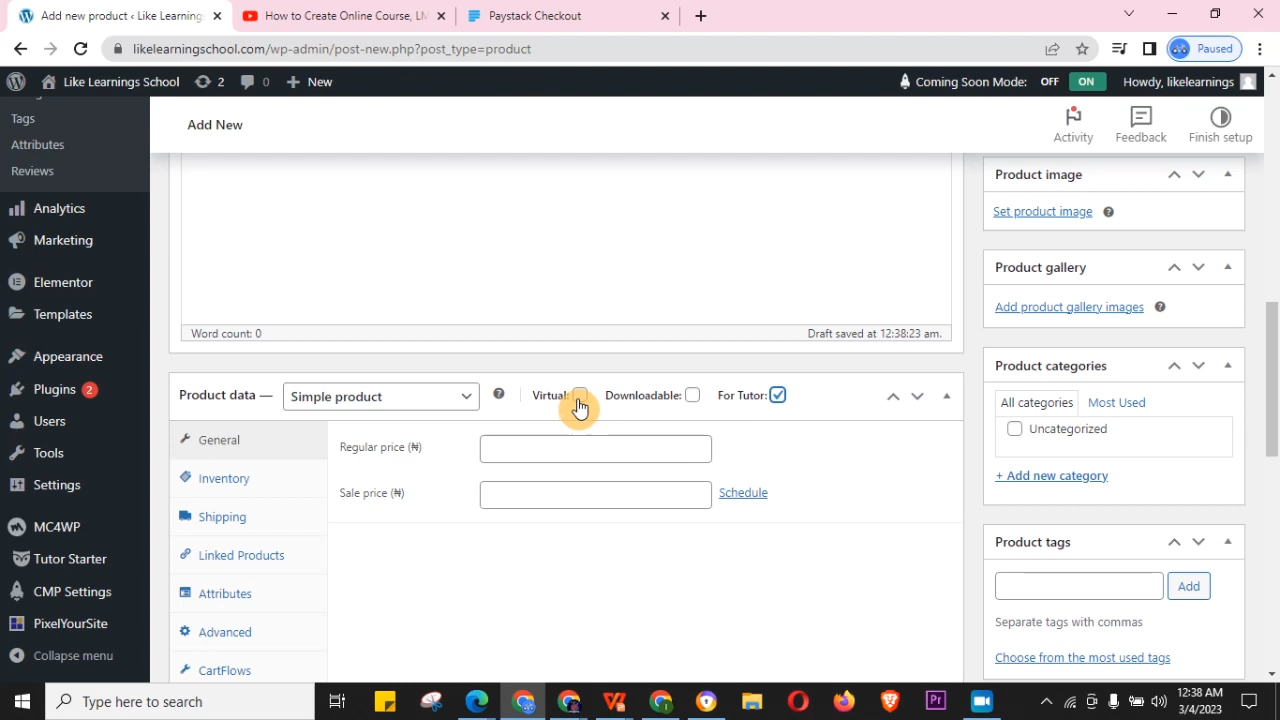 Add new product ‹ Like Learnings
How to Create Online Course, LM
Paystack Checkout
likelearningschool.com/wp-admin/post-new.php?post_type=product
Paused
Like Learnings School
2
0
New
Coming Soon Mode: OFF ON
Howdy, likelearnings
Tags
Attributes
Reviews
Analytics
Marketing
Elementor
Templates
Appearance
Plugins 2
Users
Tools
Settings
MC4WP
Tutor Starter
CMP Settings
PixelYourSite
Collapse menu
Add New
Activity
Feedback
Finish setup
Word count: 0
Draft saved at 12:38:23 am.
Product data —
Simple product
Virtual:
Downloadable:
For Tutor:
General
Inventory
Shipping
Linked Products
Attributes
Advanced
CartFlows
Regular price (₦)
Sale price (₦)
Schedule
Product image
Set product image
Product gallery
Add product gallery images
Product categories
All categories
Most Used
Uncategorized
+ Add new category
Product tags
Add
Separate tags with commas
Choose from the most used tags
Type here to search
Pr
12:38 AM
3/4/2023